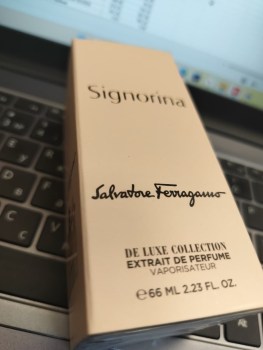 Signorina
Salvatore Ferragamo
DE LUXE COLLECTION
EXTRAIT DE PERFUME
VAPORISATEUR
℮66 ML 2.23 FL. OZ.